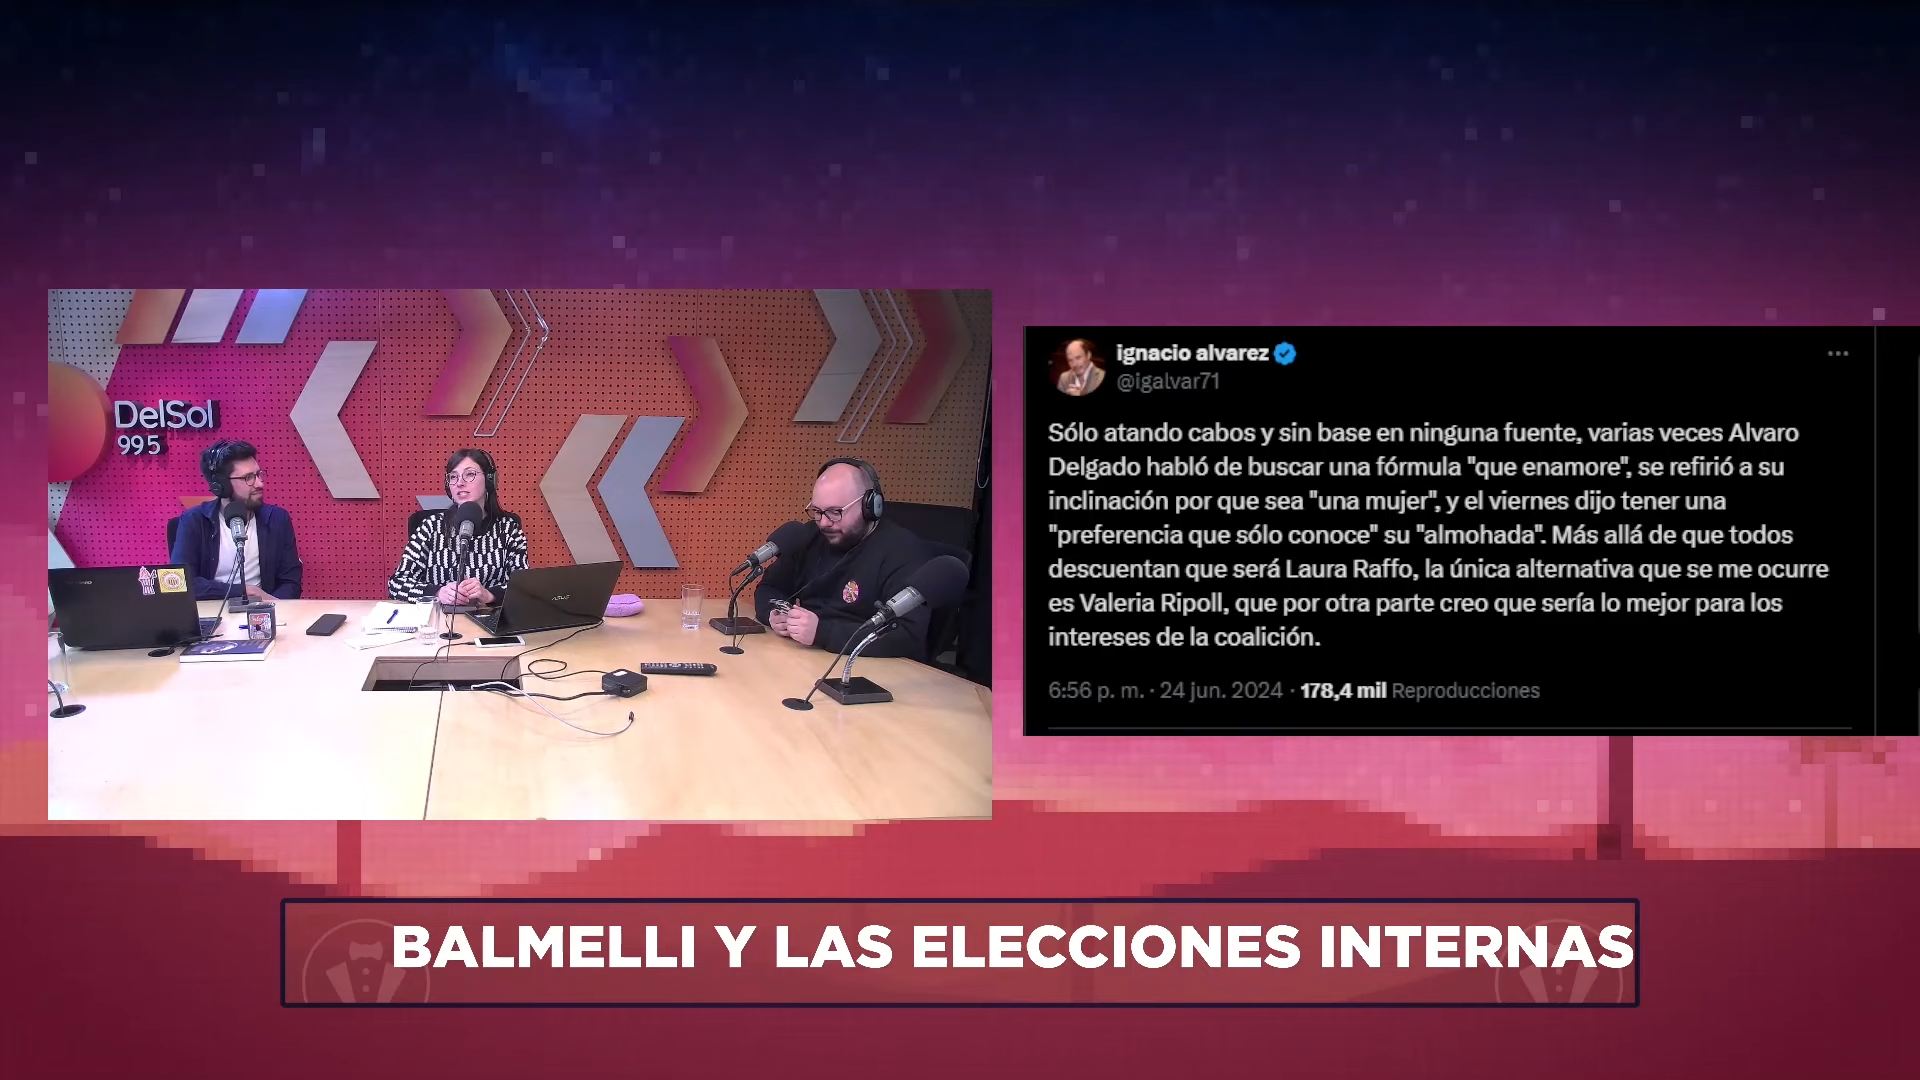 DelSol
99.5
ASUS
ignacio alvarez
@igalvar71
Sólo atando cabos y sin base en ninguna fuente, varias veces Alvaro
Delgado habló de buscar una fórmula "que enamore", se refirió a su
inclinación por que sea "una mujer", y el viernes dijo tener una
"preferencia que sólo conoce" su "almohada". Más allá de que todos
descuentan que será Laura Raffo, la única alternativa que se me ocurre
es Valeria Ripoll, que por otra parte creo que sería lo mejor para los
intereses de la coalición.
6:56 p. m. · 24 jun. 2024 · 178,4 mil Reproducciones
BALMELLI Y LAS ELECCIONES INTERNAS